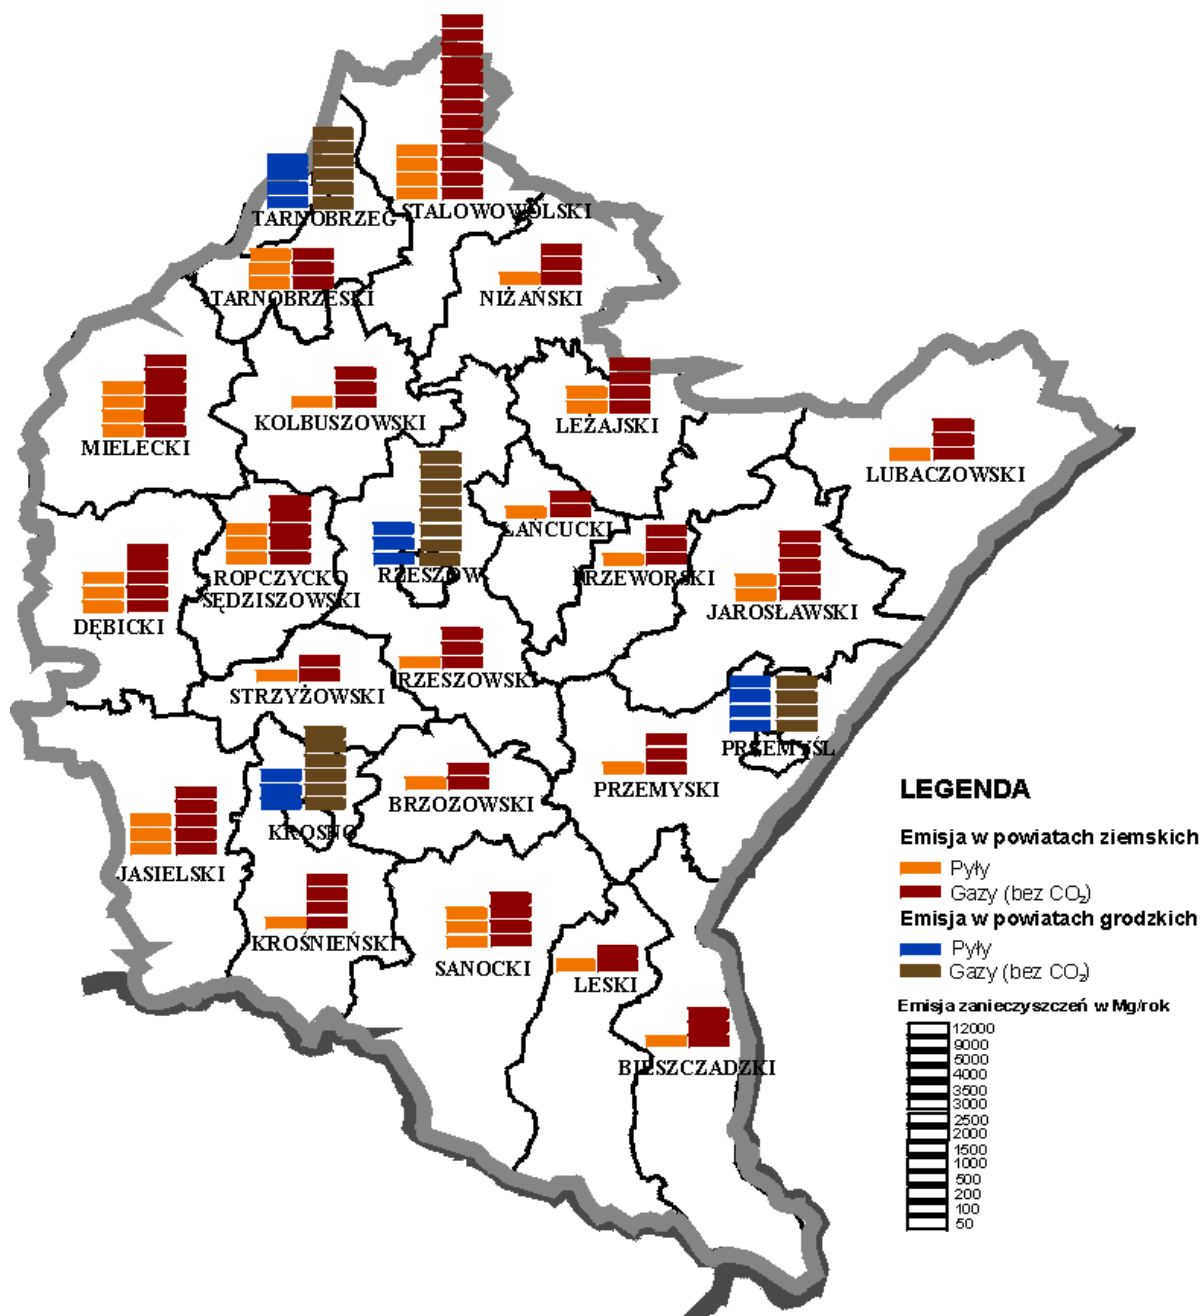 TARNOBRZEG
STALOWOWOLSKI
TARNOBRZESKI
NIŻAŃSKI
MIELECKI
KOLBUSZOWSKI
LEŻAJSKI
LUBACZOWSKI
ŁAŃCUCKI
ROPCZYCKO
SĘDZISZOWSKI
RZESZÓW
PRZEWORSKI
JAROSŁAWSKI
DĘBICKI
STRZYŻOWSKI
RZESZOWSKI
PRZEMYŚL
PRZEMYSKI
BRZOZOWSKI
KROSNO
JASIELSKI
KROŚNIEŃSKI
SANOCKI
LESKI
BIESZCZADZKI
LEGENDA
Emisja w powiatach ziemskich
Pyły
Gazy (bez CO₂)
Emisja w powiatach grodzkich
Pyły
Gazy (bez CO₂)
Emisja zanieczyszczeń w Mg/rok
12000
9000
5000
4000
3500
3000
2500
2000
1500
1000
500
200
100
50